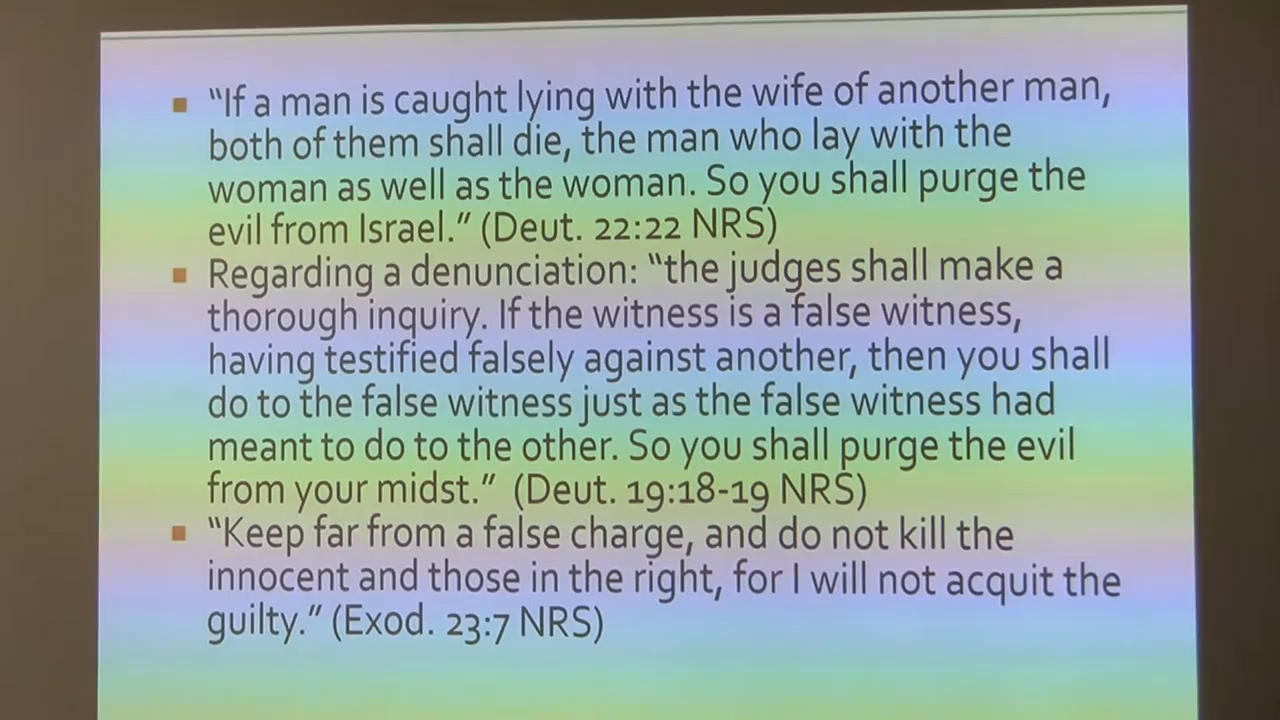 ▪ “If a man is caught lying with the wife of another man,
both of them shall die, the man who lay with the
woman as well as the woman. So you shall purge the
evil from Israel.” (Deut. 22:22 NRS)
▪ Regarding a denunciation: “the judges shall make a
thorough inquiry. If the witness is a false witness,
having testified falsely against another, then you shall
do to the false witness just as the false witness had
meant to do to the other. So you shall purge the evil
from your midst.” (Deut. 19:18-19 NRS)
▪ “Keep far from a false charge, and do not kill the
innocent and those in the right, for I will not acquit the
guilty.” (Exod. 23:7 NRS)